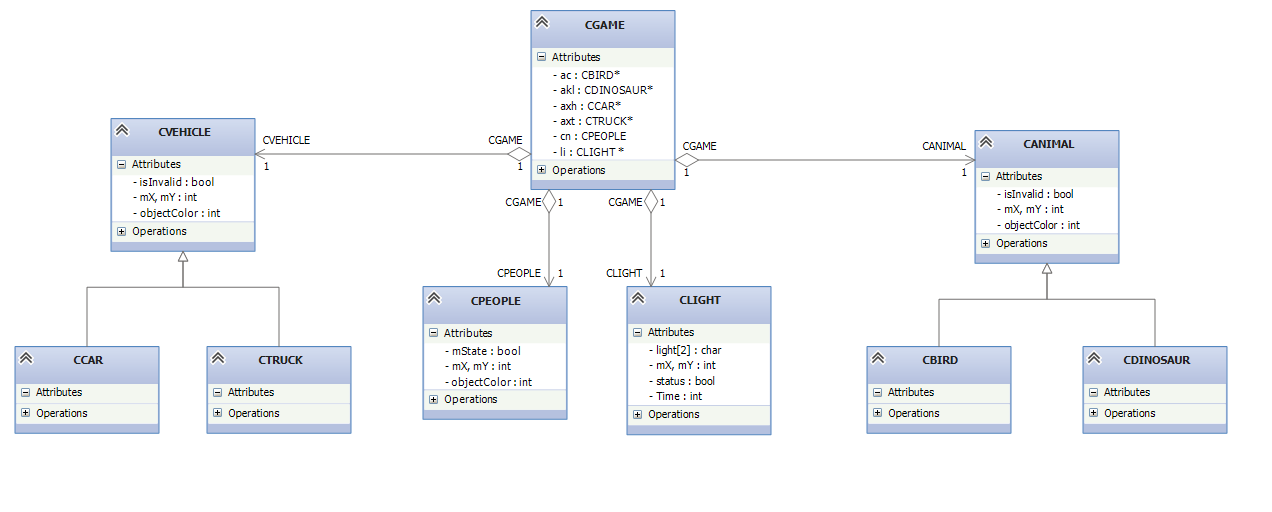 CGAME
Attributes
- ac : CBIRD*
- akl : CDINOSAUR*
- axh : CCAR*
- axt : CTRUCK*
- cn : CPEOPLE
- li : CLIGHT *
Operations
CVEHICLE
Attributes
- isInvalid : bool
- mX, mY : int
- objectColor : int
Operations
CVEHICLE
1
CGAME
1
CGAME
1
CANIMAL
1
CANIMAL
Attributes
- isInvalid : bool
- mX, mY : int
- objectColor : int
Operations
CGAME
1
CGAME
1
CPEOPLE
1
CLIGHT
1
CPEOPLE
Attributes
- mState : bool
- mX, mY : int
- objectColor : int
Operations
CLIGHT
Attributes
- light[2] : char
- mX, mY : int
- status : bool
- Time : int
Operations
CCAR
Attributes
Operations
CTRUCK
Attributes
Operations
CBIRD
Attributes
Operations
CDINOSAUR
Attributes
Operations